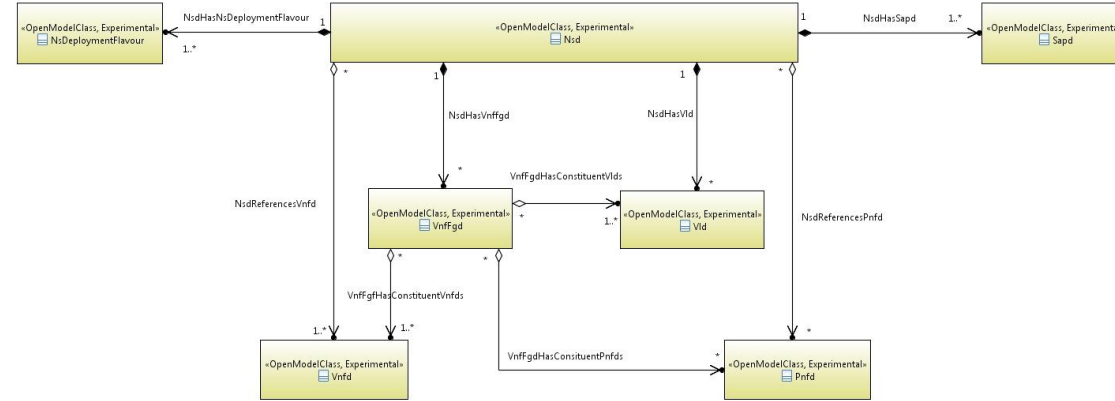 NsdHasNsDeploymentFlavour
1
1..*
«OpenModelClass, Experimental»
NsDeploymentFlavour
«OpenModelClass, Experimental»
Nsd
1
NsdHasSapd
1..*
«OpenModelClass, Experimenta
Sapd
*
1
1
*
NsdHasVnffgd
NsdHasVld
*
*
VnfFgdHasConstituentVlds
NsdReferencesVnfd
NsdReferencesPnfd
«OpenModelClass, Experimental»
VnfFgd
*
1..*
«OpenModelClass, Experimental»
Vld
*
*
VnfFgfHasConstituentVnfds
1..*
1..*
*
VnfFgdHasConsituentPnfds
*
«OpenModelClass, Experimental»
Vnfd
«OpenModelClass, Experimental»
Pnfd